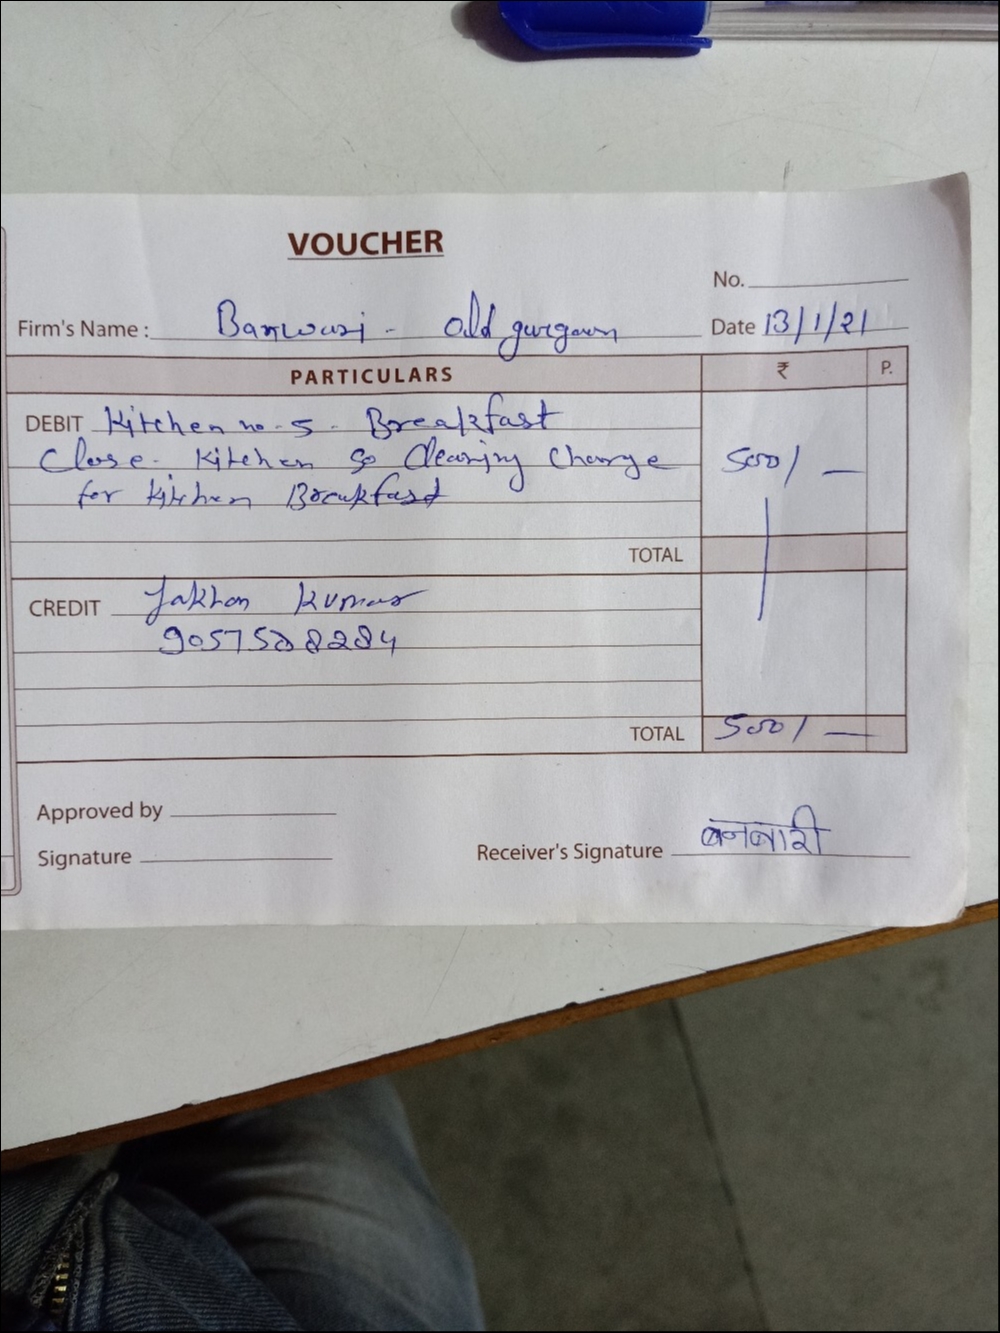 VOUCHER
No.
Firm's Name : Banwari - old gurgaon
Date 13/1/21
PARTICULARS ₹ P.
DEBIT Kitchen no - 5 - Breakfast
Close. Kitchen so Cleaning Charge 500/ —
for Kitchen Breakfast
TOTAL
CREDIT Lakhan Kumar
9057588284
TOTAL 500/ —
Approved by
Signature
Receiver's Signature बनबारी